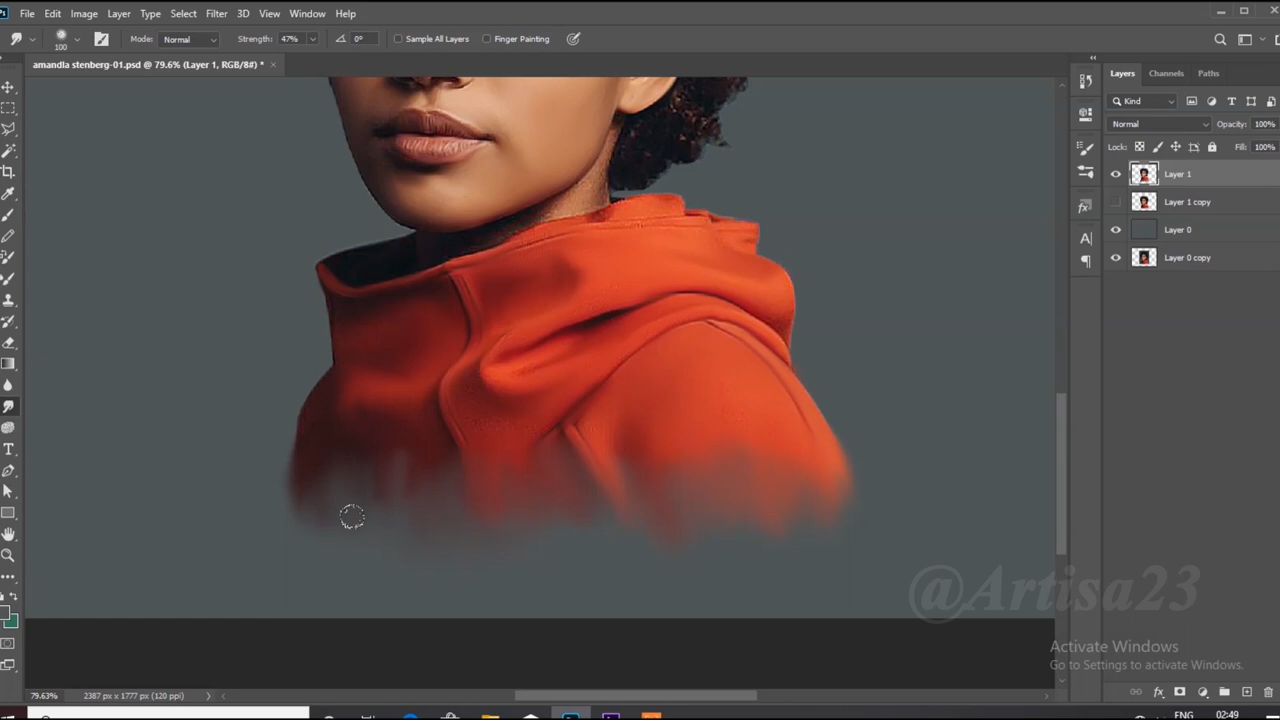 File Edit Image Layer Type Select Filter 3D View Window Help
100 Mode: Normal Strength: 47% 0° Sample All Layers Finger Painting
amandla stenberg-01.psd @ 79.6% (Layer 1, RGB/8#) * ×
Layers Channels Paths
Kind
Normal Opacity: 100%
Lock: Fill: 100%
Layer 1
Layer 1 copy
Layer 0
Layer 0 copy
@Artisa23
Activate Windows
Go to Settings to activate Windows.
79.63% 2387 px x 1777 px (120 ppi)
ENG 02:49